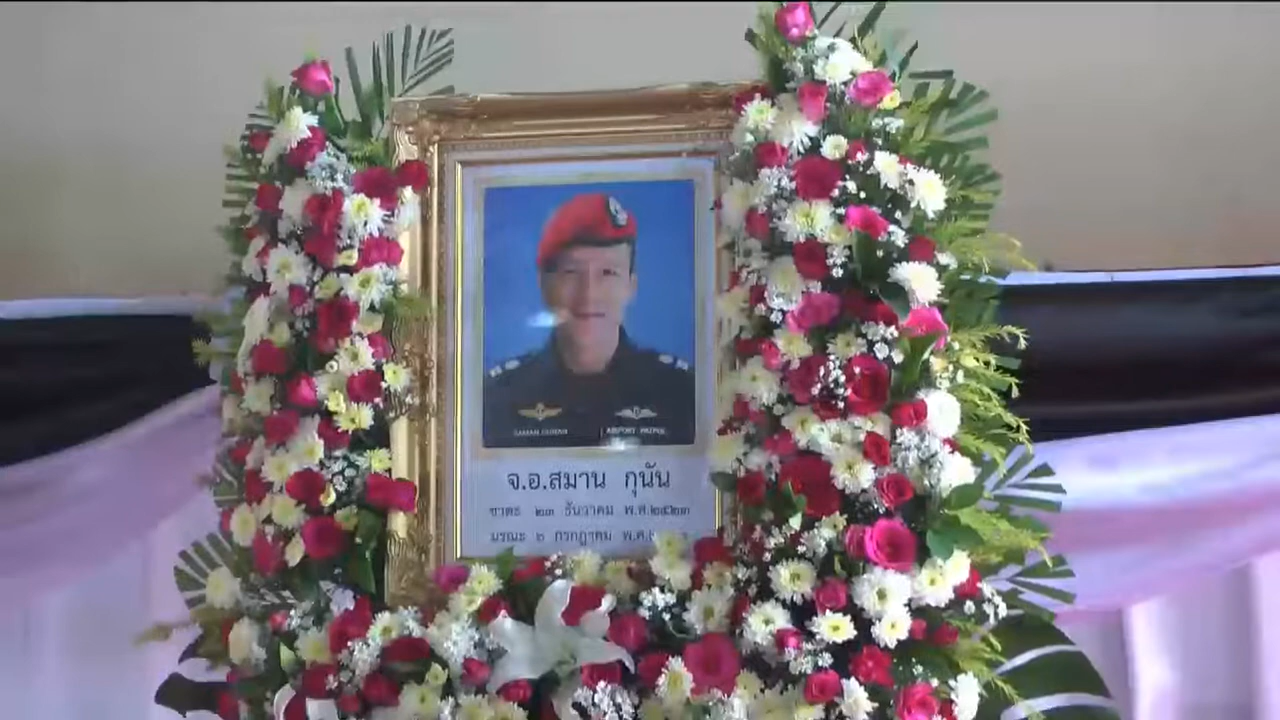 SAMAN GUNAN
AIRPORT PATROL
จ.อ.สมาน กุนัน
ชาตะ ๒๓ ธันวาคม พ.ศ.๒๕๒๓
มรณะ ๖ กรกฎาคม พ.ศ.